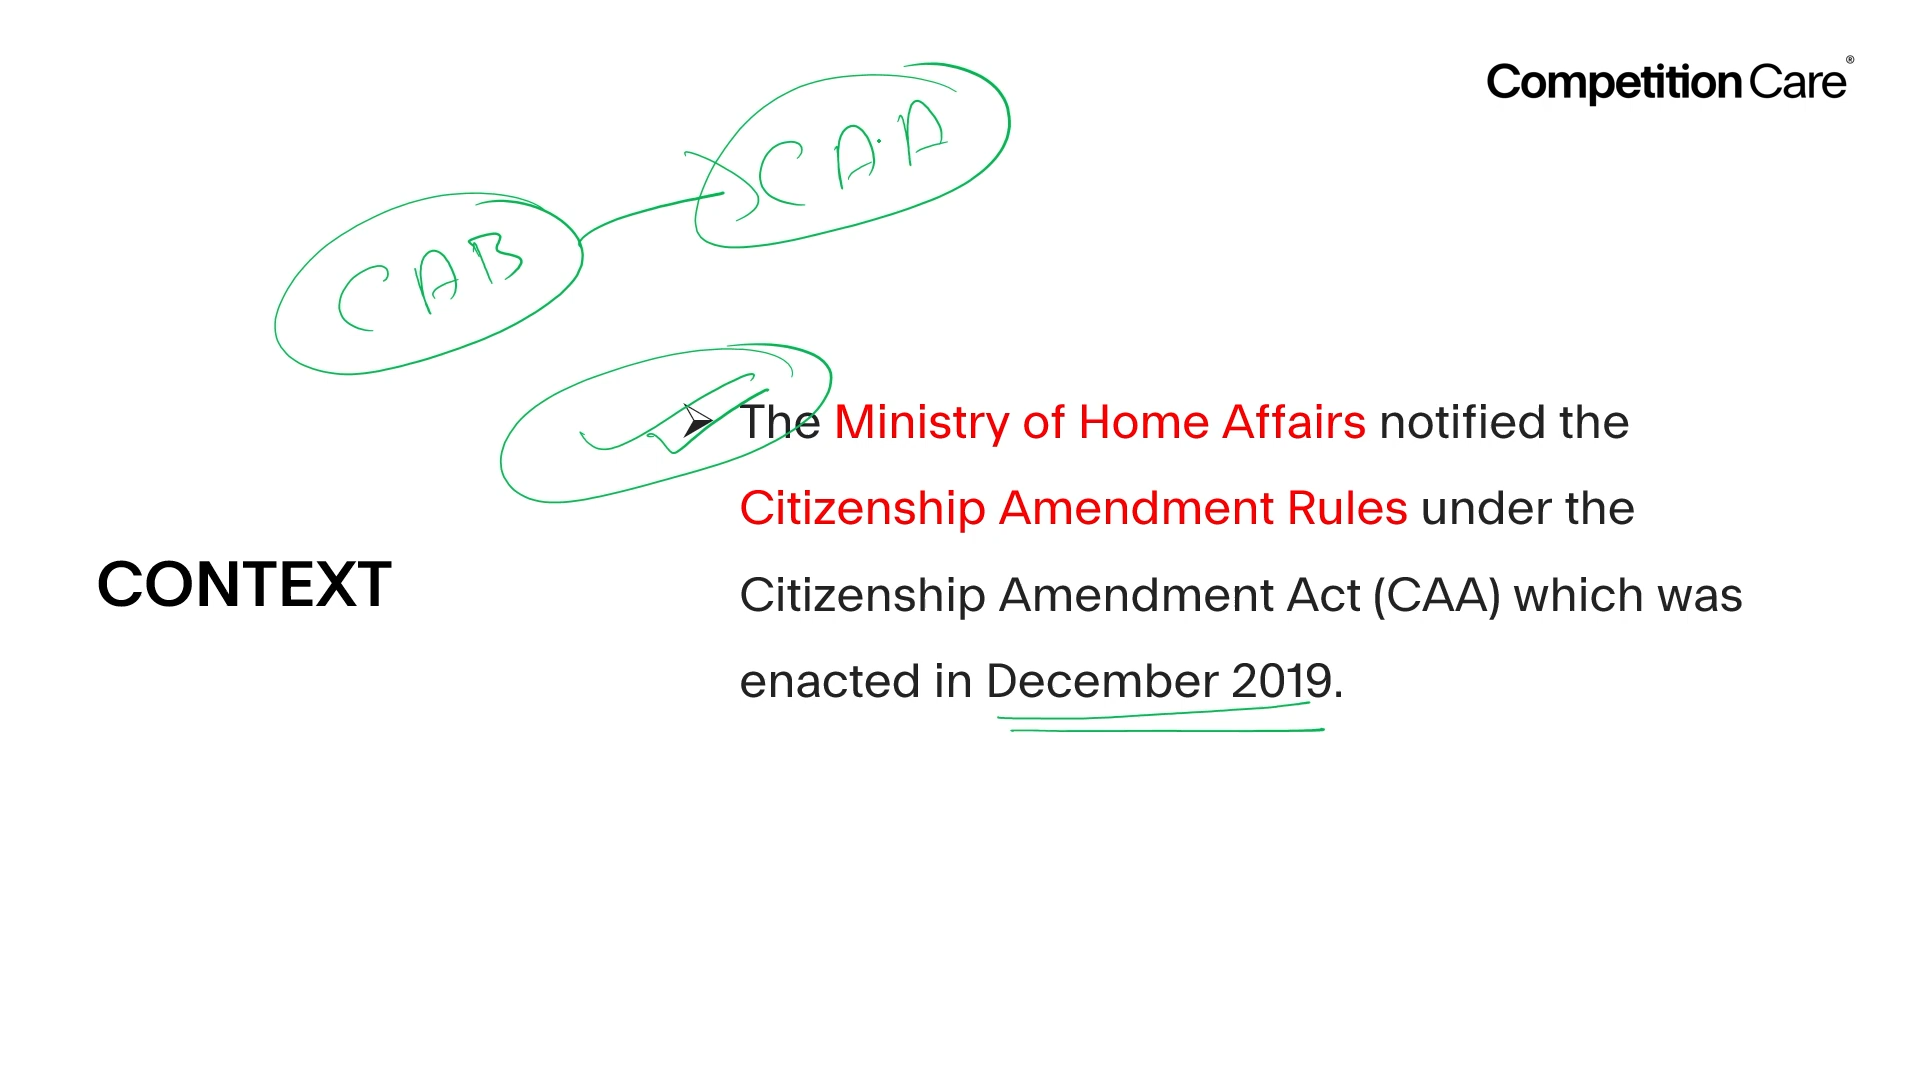 Competition Care®
CAA
CAB
The Ministry of Home Affairs notified the
Citizenship Amendment Rules under the
CONTEXT
Citizenship Amendment Act (CAA) which was
enacted in December 2019.